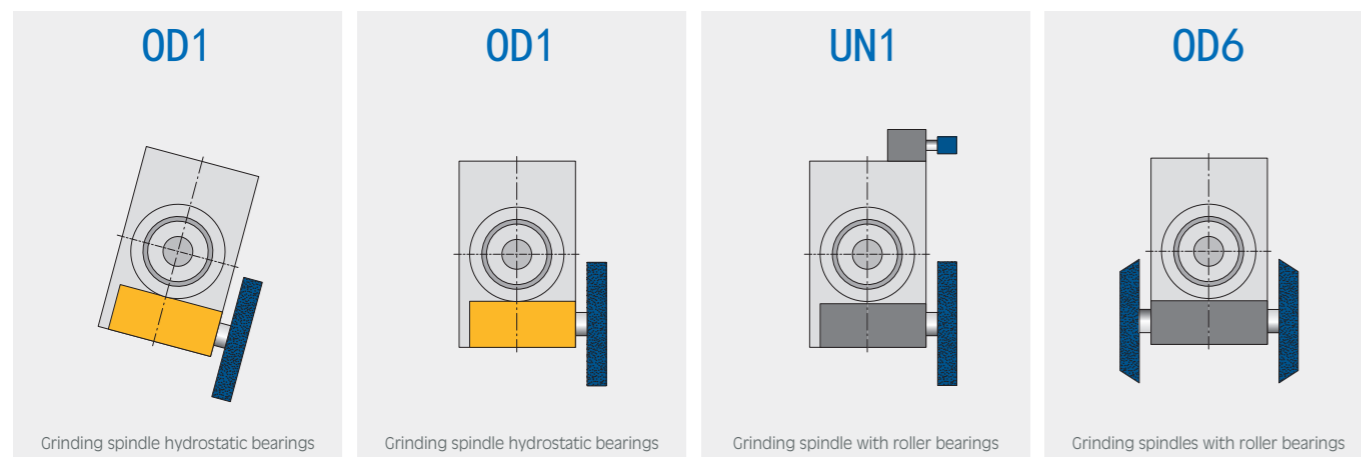 OD1
Grinding spindle hydrostatic bearings
OD1
Grinding spindle hydrostatic bearings
UN1
Grinding spindle with roller bearings
OD6
Grinding spindles with roller bearings